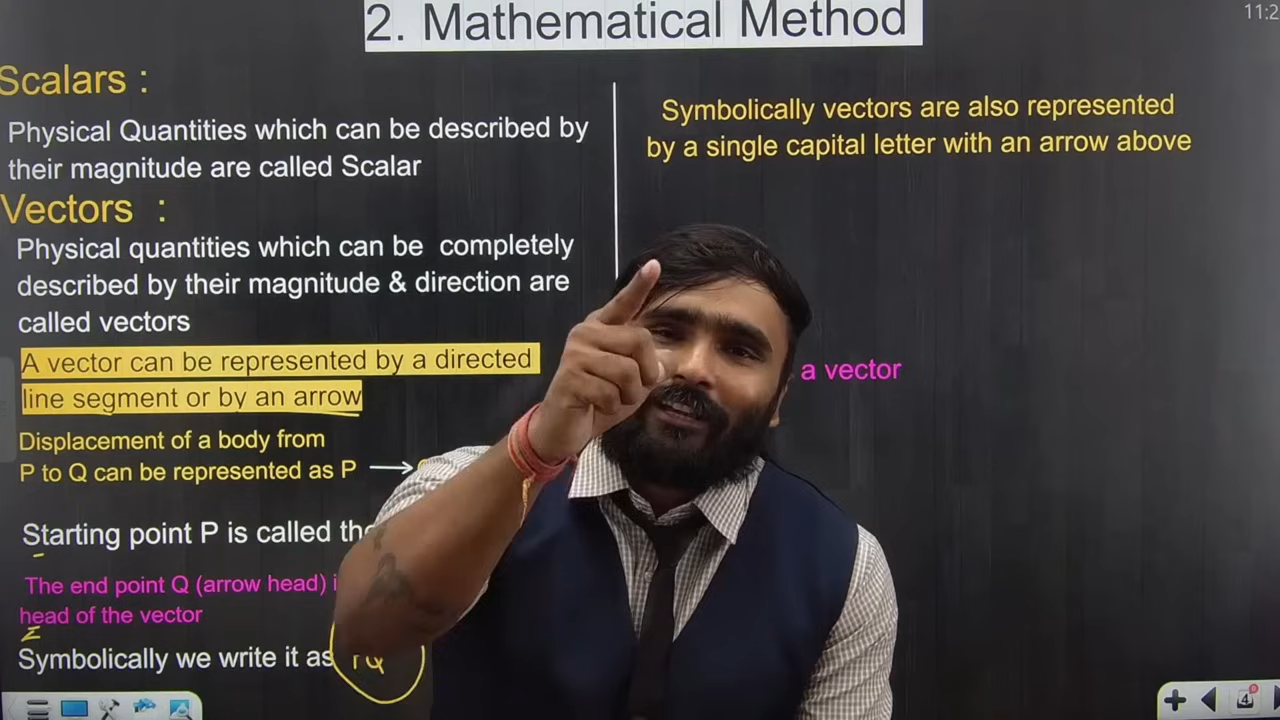 2. Mathematical Method
11:2
Scalars :
Physical Quantities which can be described by
their magnitude are called Scalar
Vectors :
Physical quantities which can be completely
described by their magnitude & direction are
called vectors
A vector can be represented by a directed
line segment or by an arrow
Displacement of a body from
P to Q can be represented as P →
Starting point P is called the
The end point Q (arrow head) i
head of the vector
Symbolically we write it as
Symbolically vectors are also represented
by a single capital letter with an arrow above
a vector
4